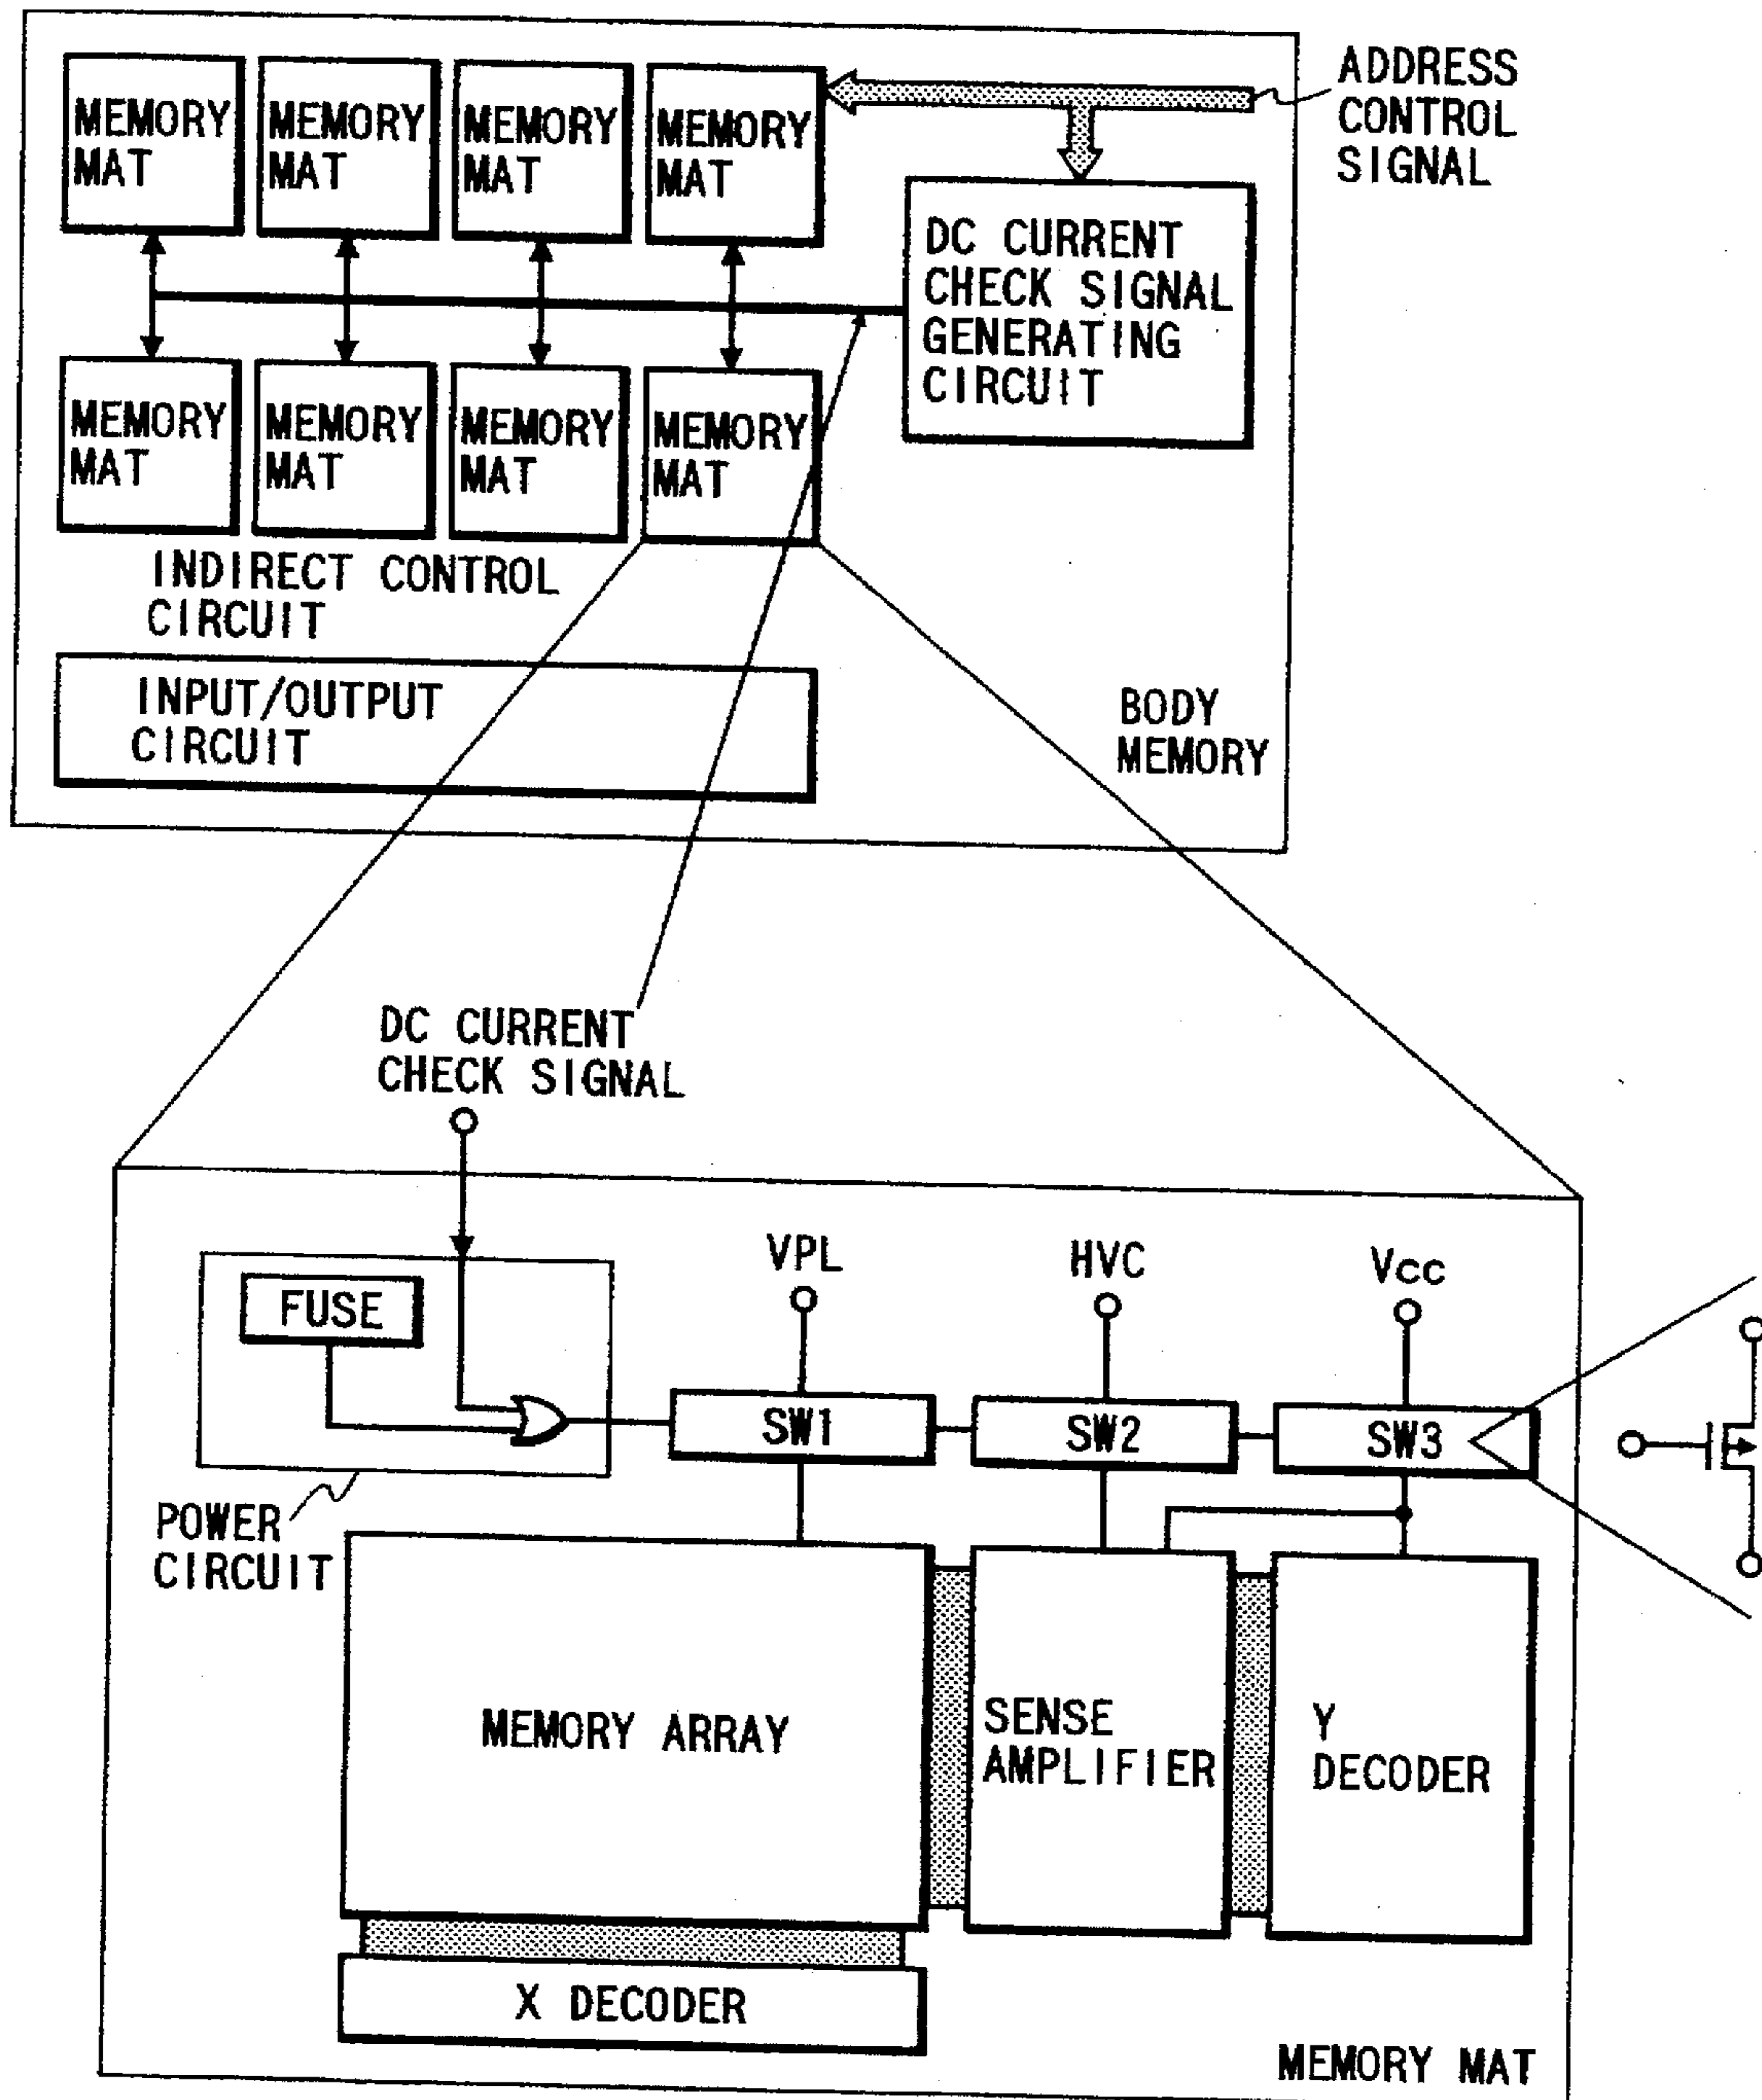 MEMORY
MAT
MEMORY
MAT
MEMORY
MAT
MEMORY
MAT
ADDRESS
CONTROL
SIGNAL
DC CURRENT
CHECK SIGNAL
GENERATING
CIRCUIT
MEMORY
MAT
MEMORY
MAT
MEMORY
MAT
MEMORY
MAT
INDIRECT CONTROL
CIRCUIT
INPUT/OUTPUT
CIRCUIT
BODY
MEMORY
DC CURRENT
CHECK SIGNAL
FUSE
VPL
HVC
Vcc
SW1
SW2
SW3
POWER
CIRCUIT
MEMORY ARRAY
SENSE
AMPLIFIER
Y
DECODER
X DECODER
MEMORY MAT